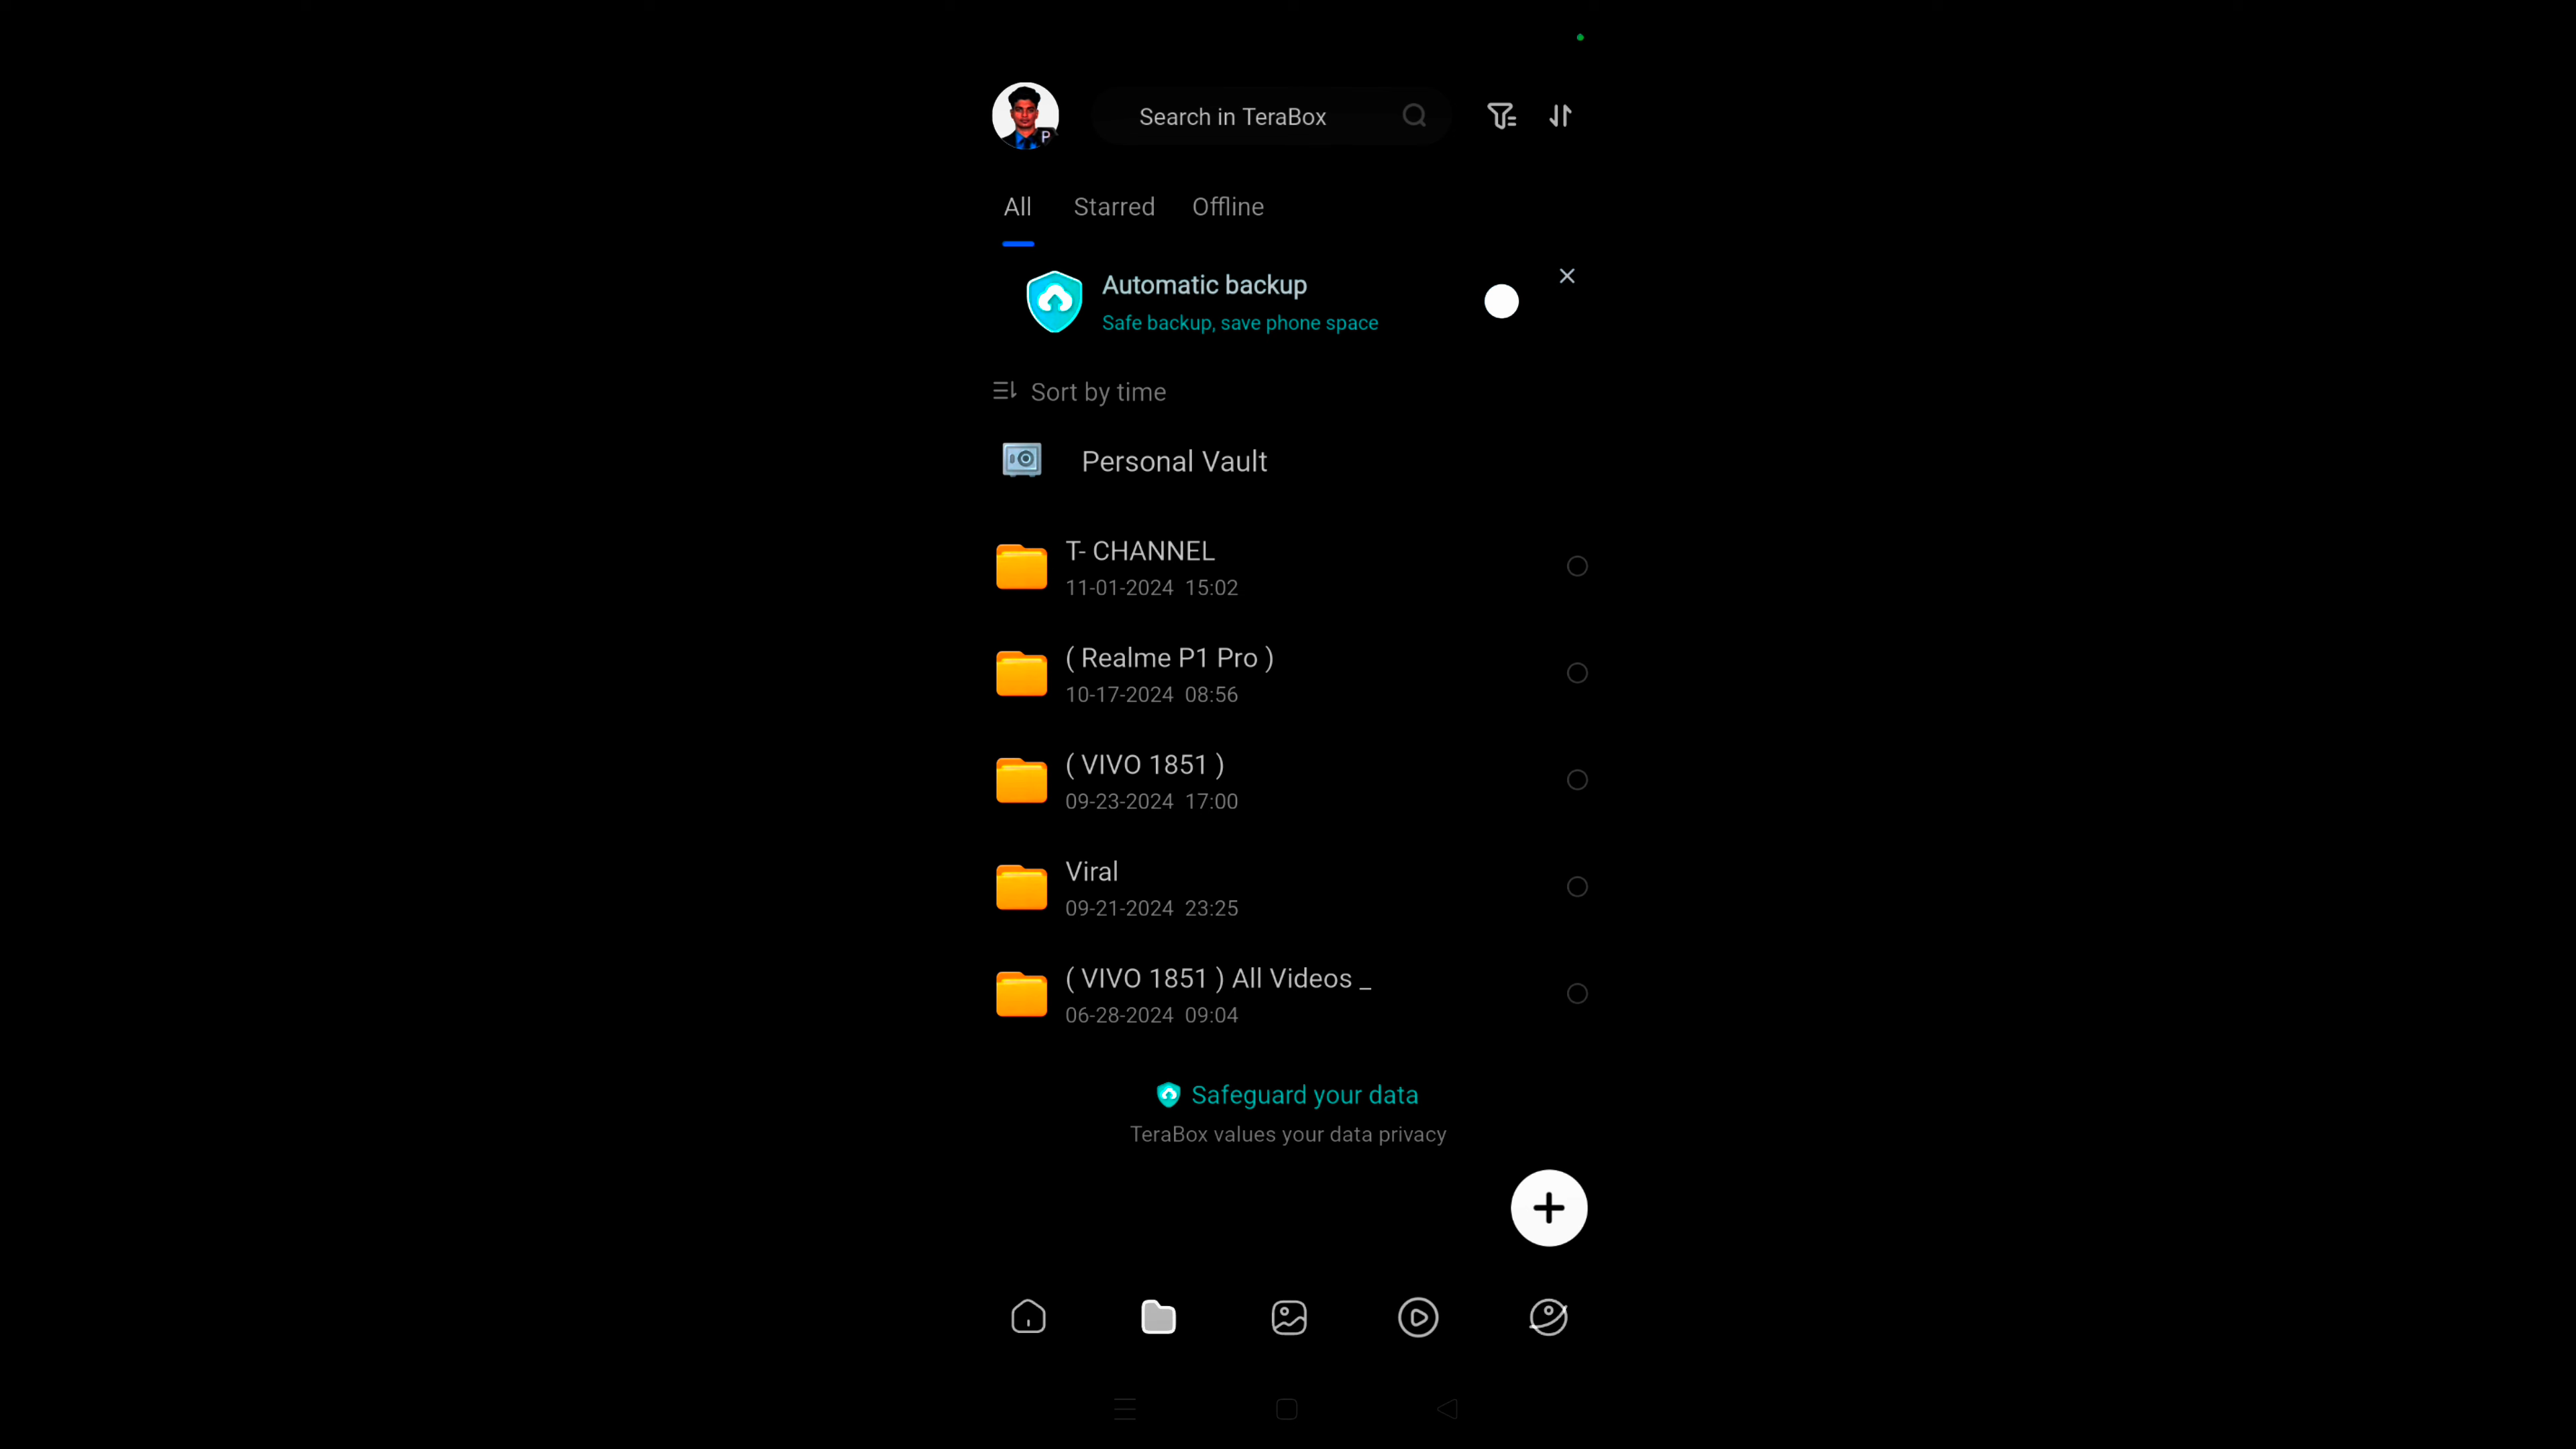 P
Search in TeraBox
All Starred Offline
Automatic backup
Safe backup, save phone space
Sort by time
Personal Vault
T- CHANNEL
11-01-2024 15:02
( Realme P1 Pro )
10-17-2024 08:56
( VIVO 1851 )
09-23-2024 17:00
Viral
09-21-2024 23:25
( VIVO 1851 ) All Videos _
06-28-2024 09:04
Safeguard your data
TeraBox values your data privacy